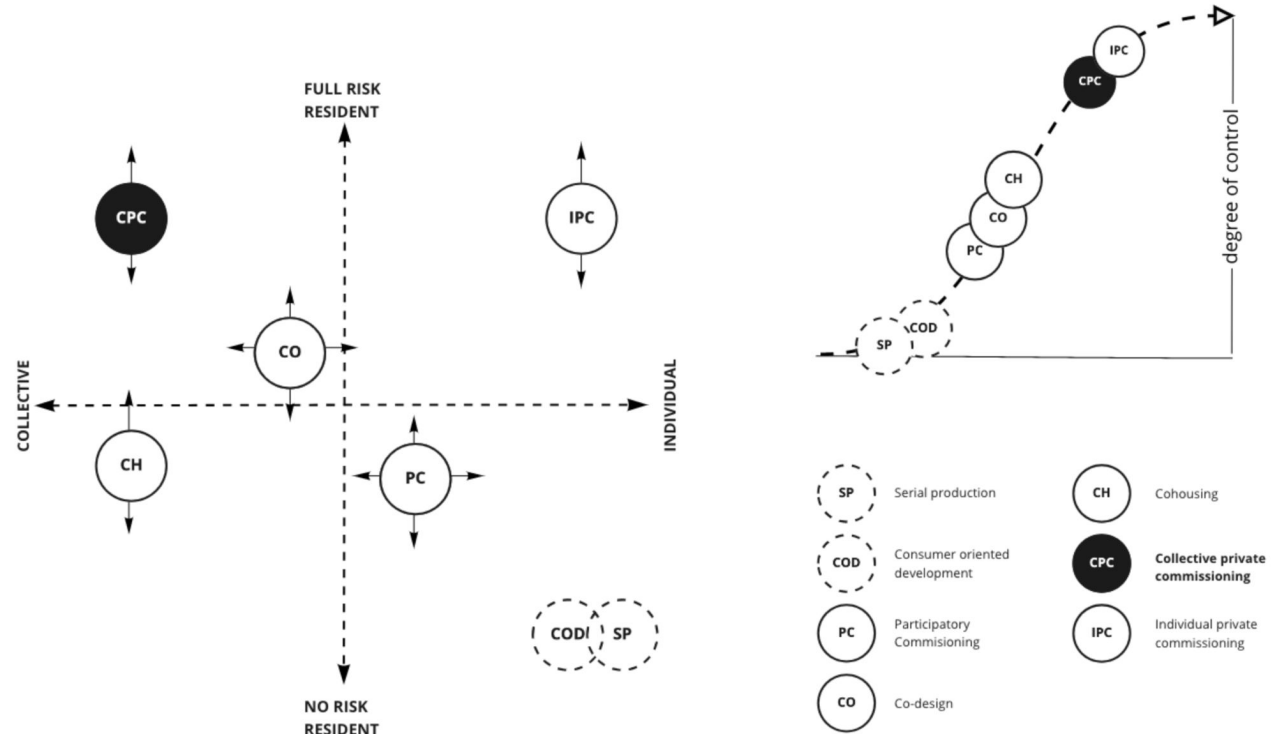 FULL RISK
RESIDENT
CPC
IPC
CO
COLLECTIVE
INDIVIDUAL
CH
PC
COD
SP
NO RISK
RESIDENT
IPC
CPC
CH
CO
PC
COD
SP
degree of control
SP
Serial production
COD
Consumer oriented
development
PC
Participatory
Commisioning
CO
Co-design
CH
Cohousing
CPC
Collective private
commissioning
IPC
Individual private
commissioning